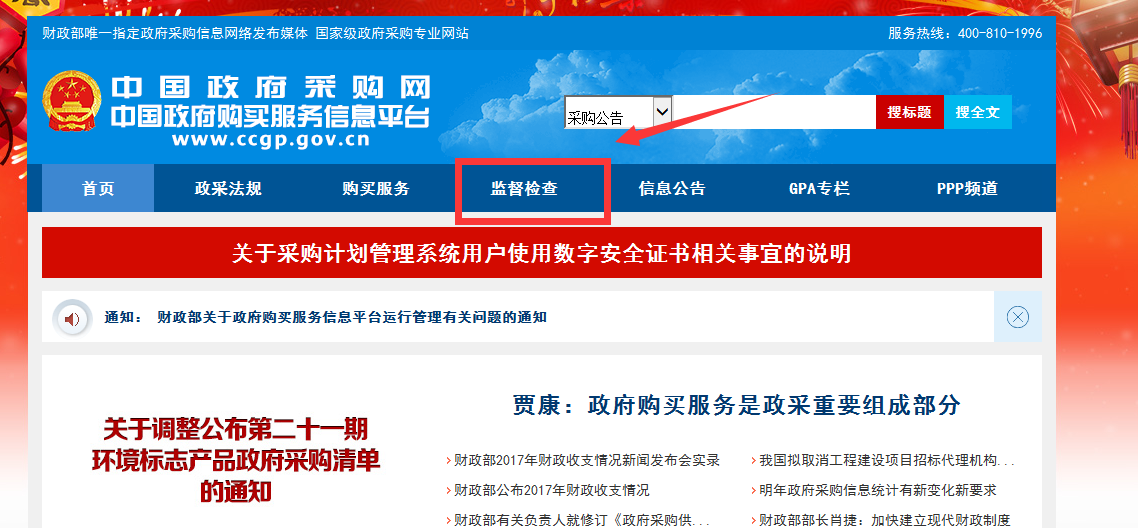 财政部唯一指定政府采购信息网络发布媒体 国家级政府采购专业网站
服务热线：400-810-1996
中国政府采购网
中国政府购买服务信息平台
www.ccgp.gov.cn
采购公告
搜标题
搜全文
首页
政采法规
购买服务
监督检查
信息公告
GPA专栏
PPP频道
关于采购计划管理系统用户使用数字安全证书相关事宜的说明
通知： 财政部关于政府购买服务信息平台运行管理有关问题的通知
关于调整公布第二十一期
环境标志产品政府采购清单
的通知
贾康：政府购买服务是政采重要组成部分
财政部2017年财政收支情况新闻发布会实录
我国拟取消工程建设项目招标代理机构...
财政部公布2017年财政收支情况
明年政府采购信息统计有新变化新要求
财政部有关负责人就修订《政府采购供...
财政部部长肖捷：加快建立现代财政制度